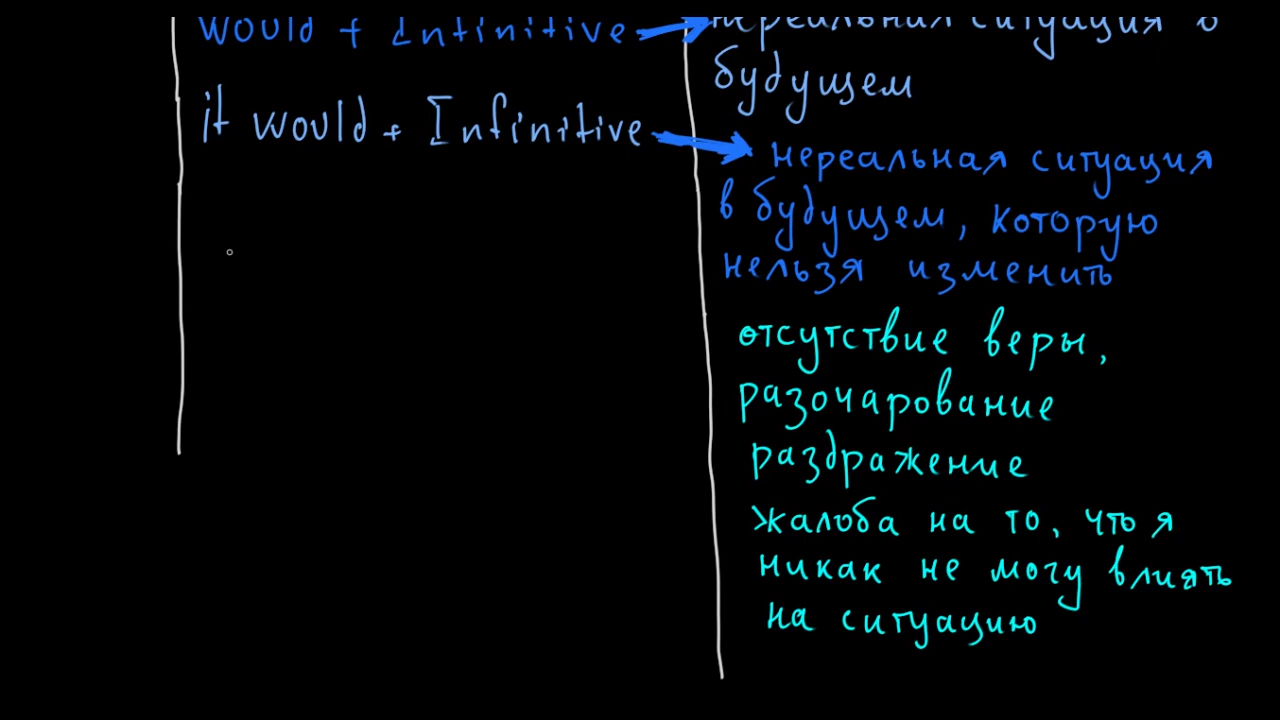 would + Infinitive
нереальная ситуация в
будущем
it would + Infinitive
нереальная ситуация
в будущем, которую
нельзя изменить
отсутствие веры,
разочарование
раздражение
жалоба на то, что я
никак не могу влиять
на ситуацию